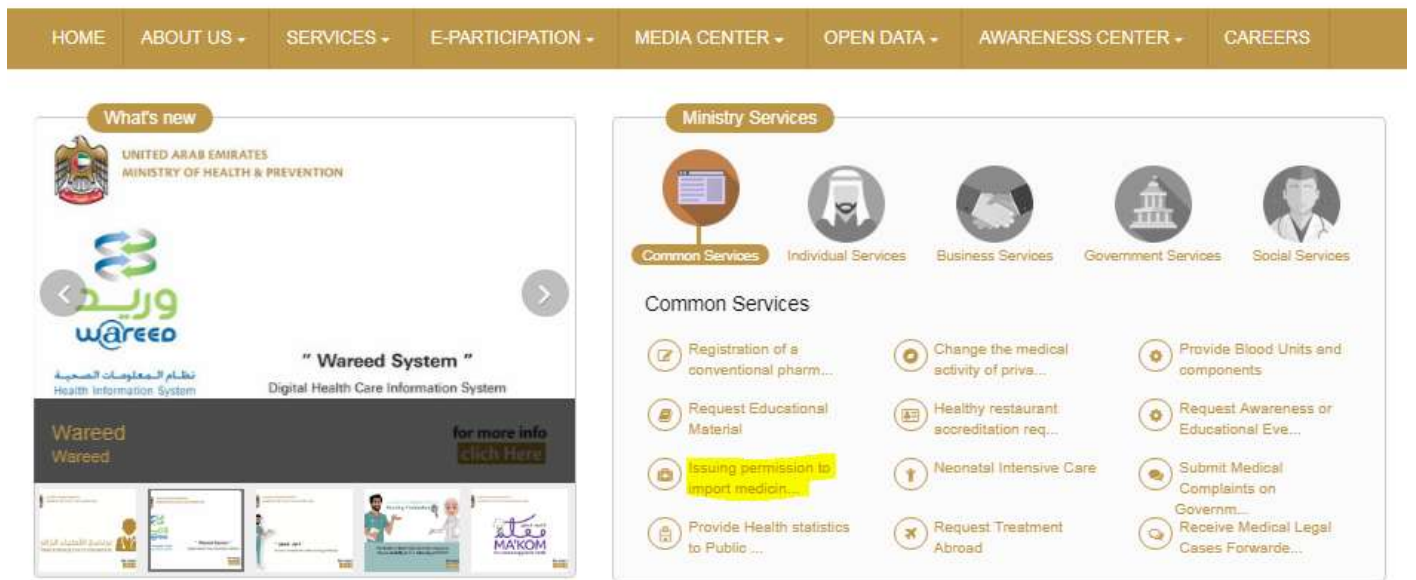 HOME ABOUT US SERVICES E-PARTICIPATION MEDIA CENTER OPEN DATA AWARENESS CENTER CAREERS
What's new
UNITED ARAB EMIRATES
MINISTRY OF HEALTH & PREVENTION
وريد
wareed
نظام المعلومات الصحية
Health Information System
" Wareed System "
Digital Health Care Information System
Wareed
Wareed
for more info
clich Here
MA'KOM
Ministry Services
Common Services
Individual Services
Business Services
Government Services
Social Services
Common Services
Registration of a
conventional pharm...
Change the medical
activity of priva...
Provide Blood Units and
components
Request Educational
Material
Healthy restaurant
accreditation req...
Request Awareness or
Educational Eve...
Issuing permission to
import medicin...
Neonatal Intensive Care
Submit Medical
Complaints on
Governm...
Provide Health statistics
to Public ...
Request Treatment
Abroad
Receive Medical Legal
Cases Forwarde...